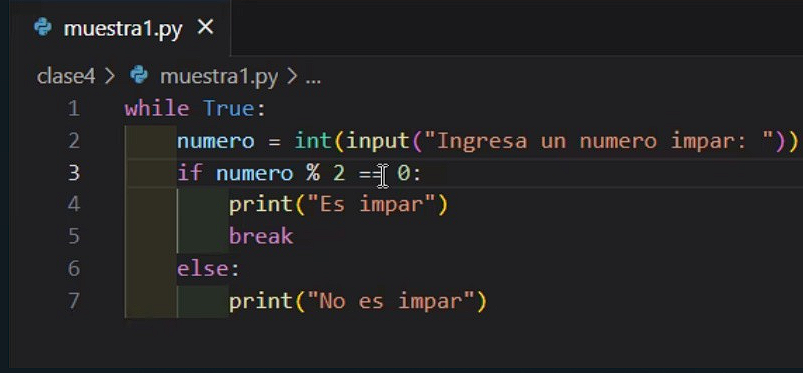 muestra1.py ×
clase4 > muestra1.py > ...
1 while True:
2     numero = int(input("Ingresa un numero impar: "))
3     if numero % 2 == 0:
4         print("Es impar")
5         break
6     else:
7         print("No es impar")